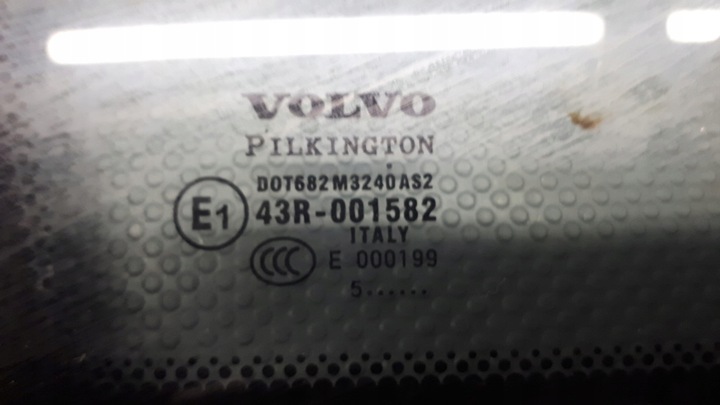 VOLVO
PILKINGTON
DOT682M3240AS2
E1 43R-001582
ITALY
CCC E 000199
5......